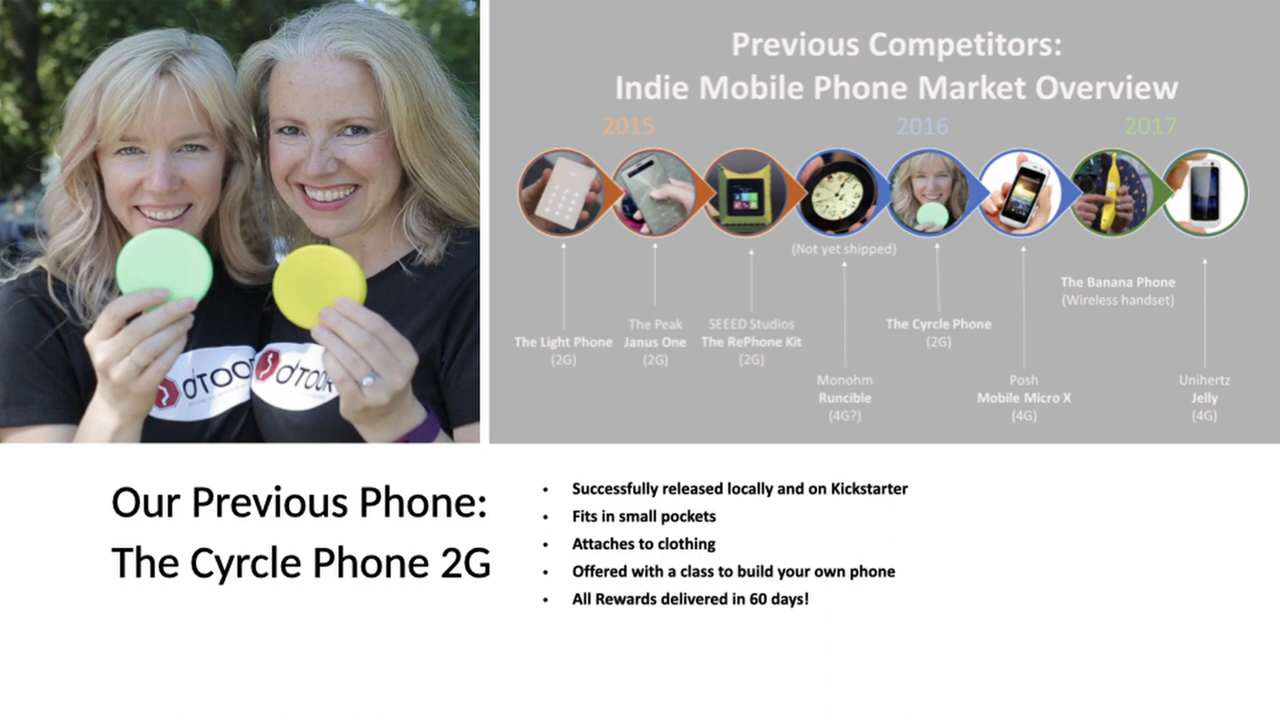 Previous Competitors:
Indie Mobile Phone Market Overview
2015
2016
2017
(Not yet shipped)
The Banana Phone
(Wireless handset)
The Light Phone
(2G)
The Peak
Janus One
(2G)
SEEED Studios
The RePhone Kit
(2G)
The Cyrcle Phone
(2G)
Monohm
Runcible
(4G?)
Posh
Mobile Micro X
(4G)
Unihertz
Jelly
(4G)
dTOOR
Our Previous Phone:
The Cyrcle Phone 2G
• Successfully released locally and on Kickstarter
• Fits in small pockets
• Attaches to clothing
• Offered with a class to build your own phone
• All Rewards delivered in 60 days!